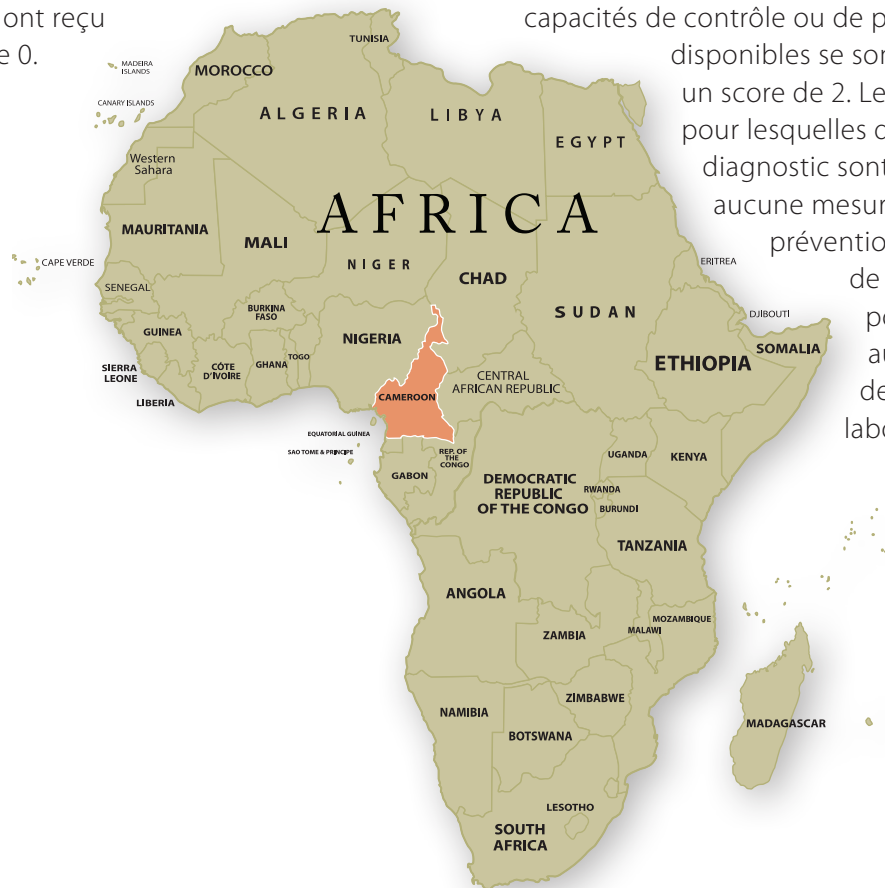 ont reçu
e 0.
capacités de contrôle ou de p
disponibles se sor
un score de 2. Le
pour lesquelles d
diagnostic sont
aucune mesur
préventio
de
po
au
de
labo
TUNISIA
MADEIRA
ISLANDS
MOROCCO
CANARY ISLANDS
ALGERIA
LIBYA
EGYPT
Western
Sahara
AFRICA
MAURITANIA
MALI
NIGER
CHAD
CAPE VERDE
ERITREA
SENEGAL
BURKINA
FASO
SUDAN
DJIBOUTI
GUINEA
NIGERIA
SOMALIA
SIERRA
LEONE
CÔTE
D'IVOIRE
GHANA
TOGO
ETHIOPIA
CENTRAL
AFRICAN REPUBLIC
LIBERIA
CAMEROON
EQUATORIAL GUINEA
SAO TOME & PRINCIPE
REP. OF
THE
CONGO
UGANDA
KENYA
GABON
DEMOCRATIC
REPUBLIC
OF THE CONGO
RWANDA
BURUNDI
TANZANIA
ANGOLA
MOZAMBIQUE
MALAWI
ZAMBIA
ZIMBABWE
NAMIBIA
MADAGASCAR
BOTSWANA
LESOTHO
SOUTH
AFRICA